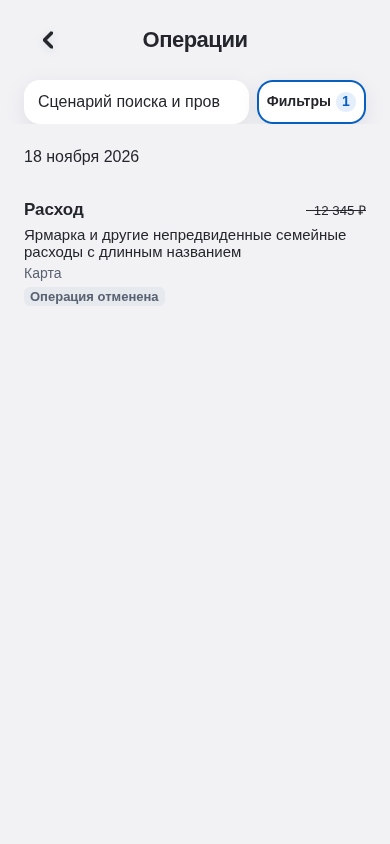 Операции
Сценарий поиска и пров
Фильтры 1
18 ноября 2026
Расход
−12 345 ₽
Ярмарка и другие непредвиденные семейные
расходы с длинным названием
Карта
Операция отменена